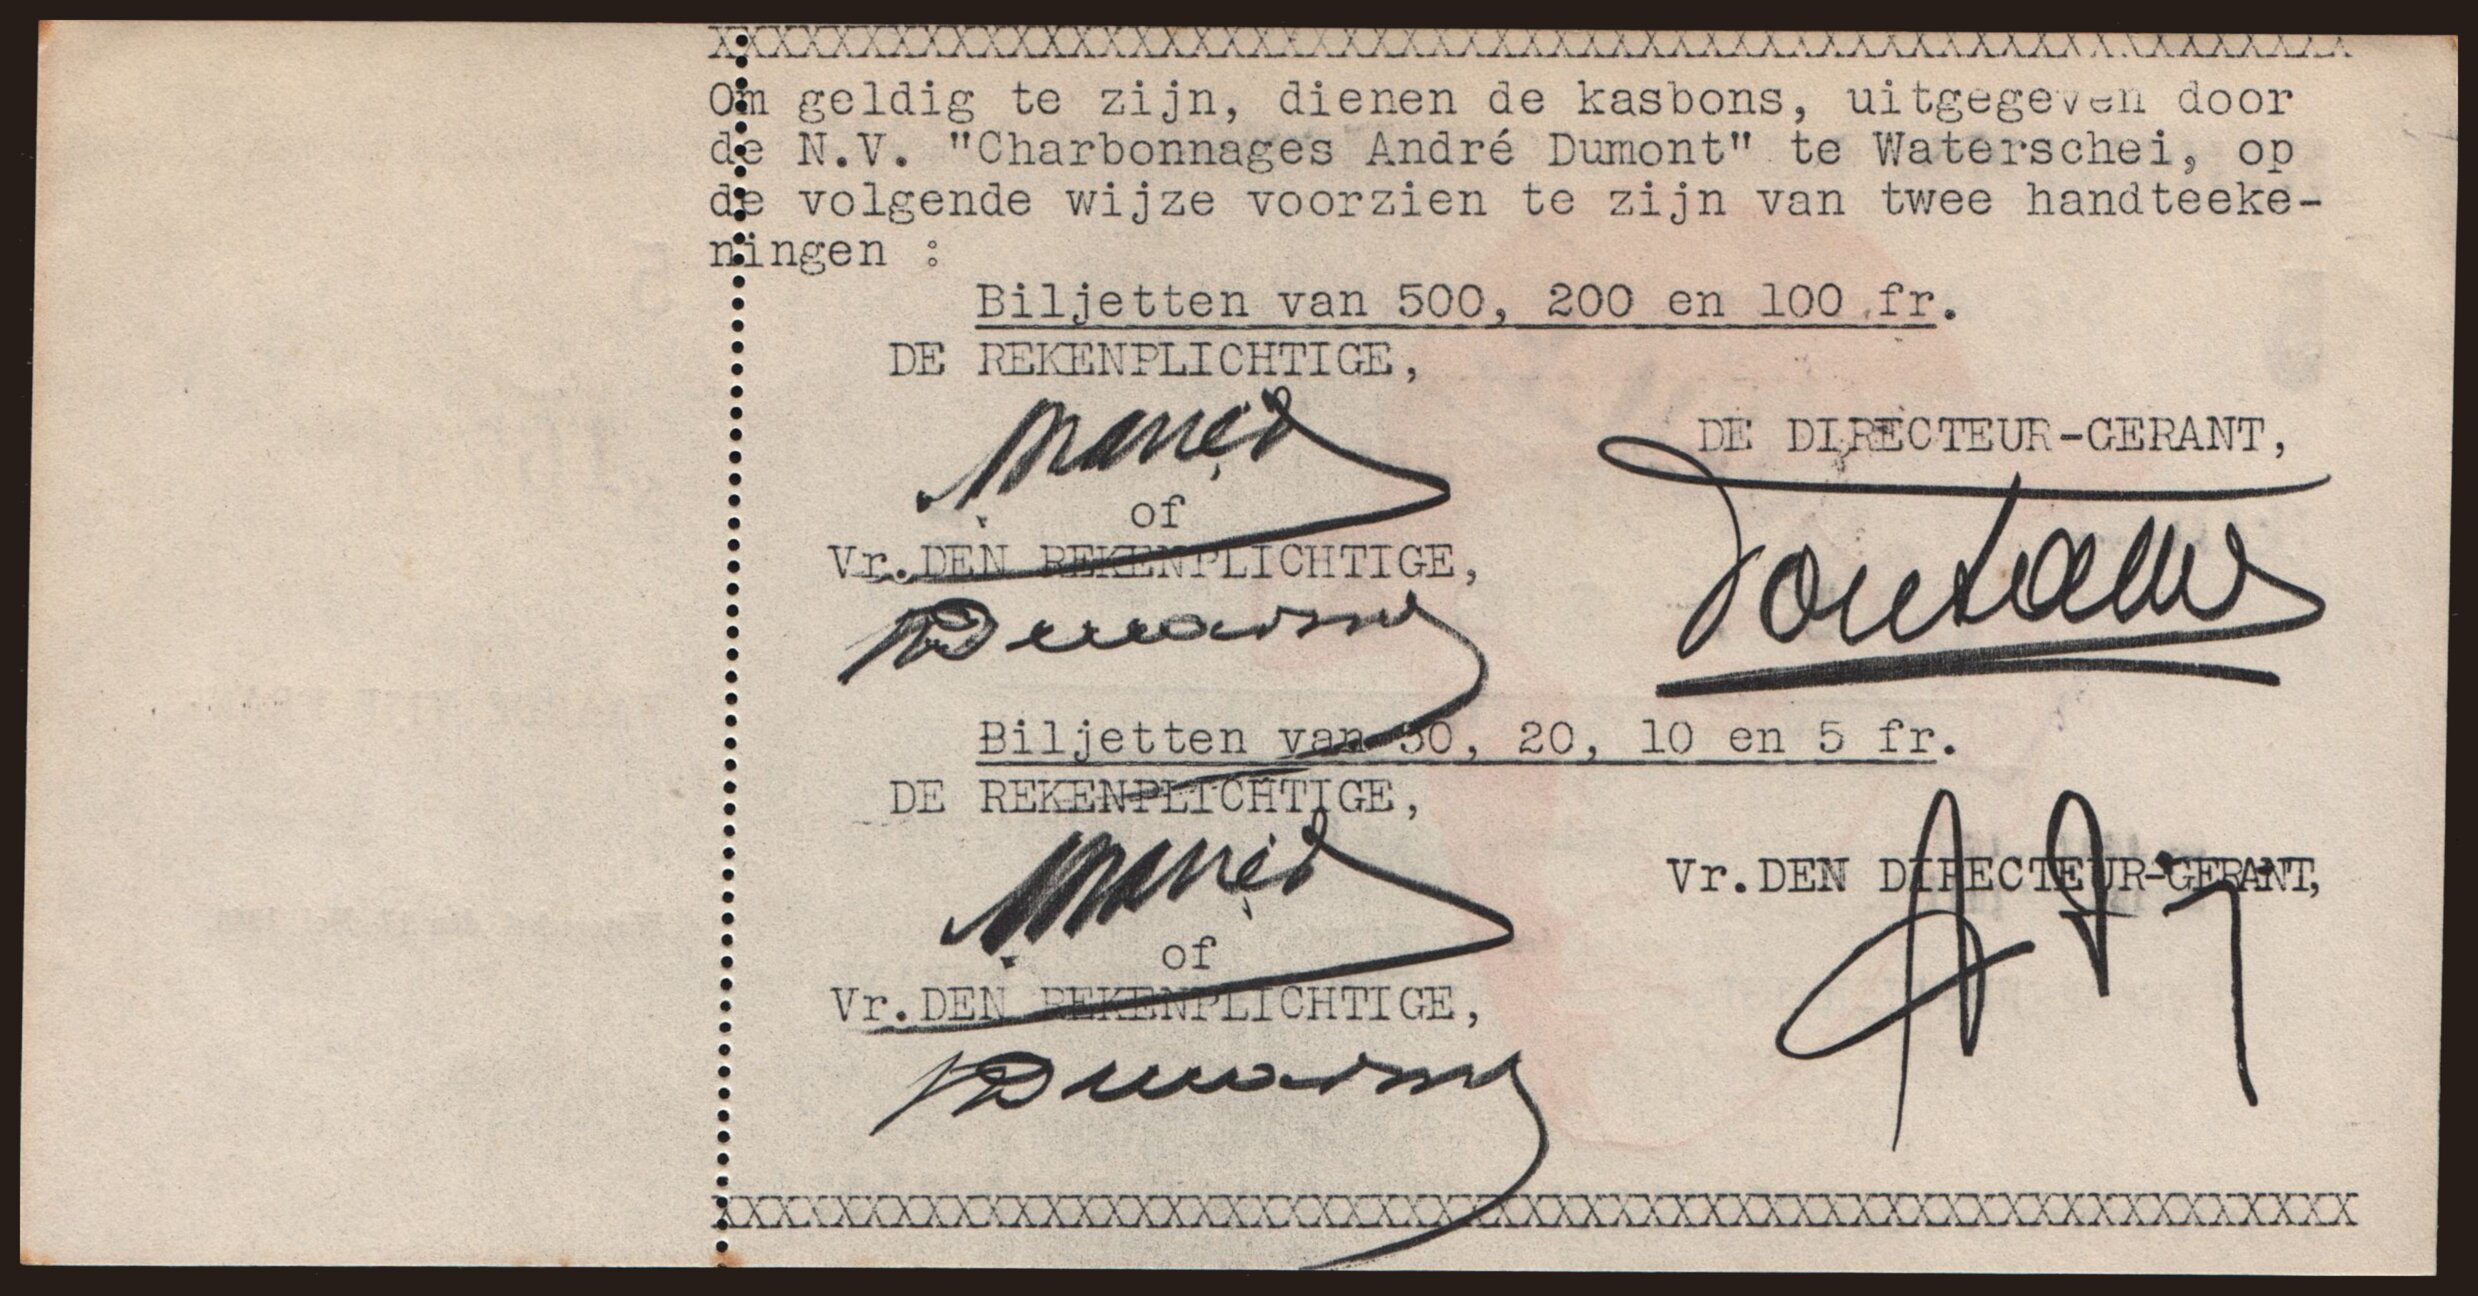 XXXXXXXXXXXXXXXXXXXXXXXXXXXXXXXXXXXXXXXXXXXXXXXXXXXXXXX
Om geldig te zijn, dienen de kasbons, uitgegeven door
de N.V. "Charbonnages André Dumont" te Waterschei, op
de volgende wijze voorzien te zijn van twee handteeke-
ningen :
Biljetten van 500, 200 en 100 fr.
DE REKENPLICHTIGE,
DE DIRECTEUR-GERANT,
of
Vr.DEN REKENPLICHTIGE,
Biljetten van 50, 20, 10 en 5 fr.
DE REKENPLICHTIGE,
Vr.DEN DIRECTEUR-GERANT,
of
Vr.DEN REKENPLICHTIGE,
XXXXXXXXXXXXXXXXXXXXXXXXXXXXXXXXXXXXXXXXXXXXXXXXXXXXXXX